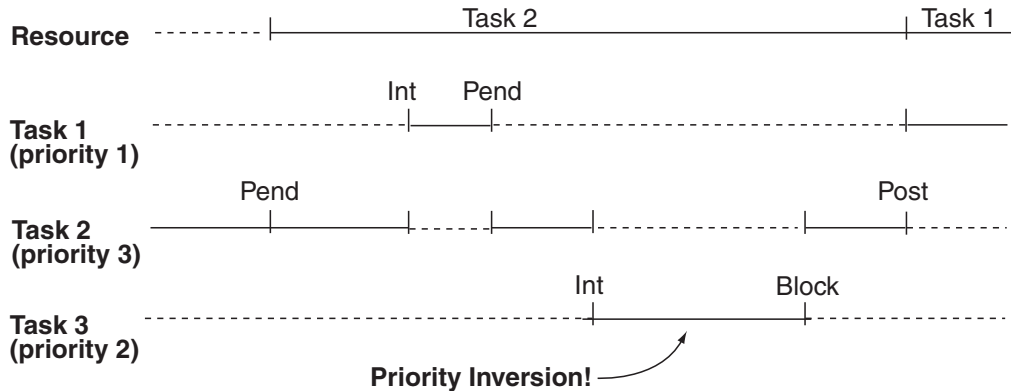 Task 2 Task 1
Resource
Int Pend
Task 1
(priority 1)
Pend Post
Task 2
(priority 3)
Int Block
Task 3
(priority 2)
Priority Inversion!